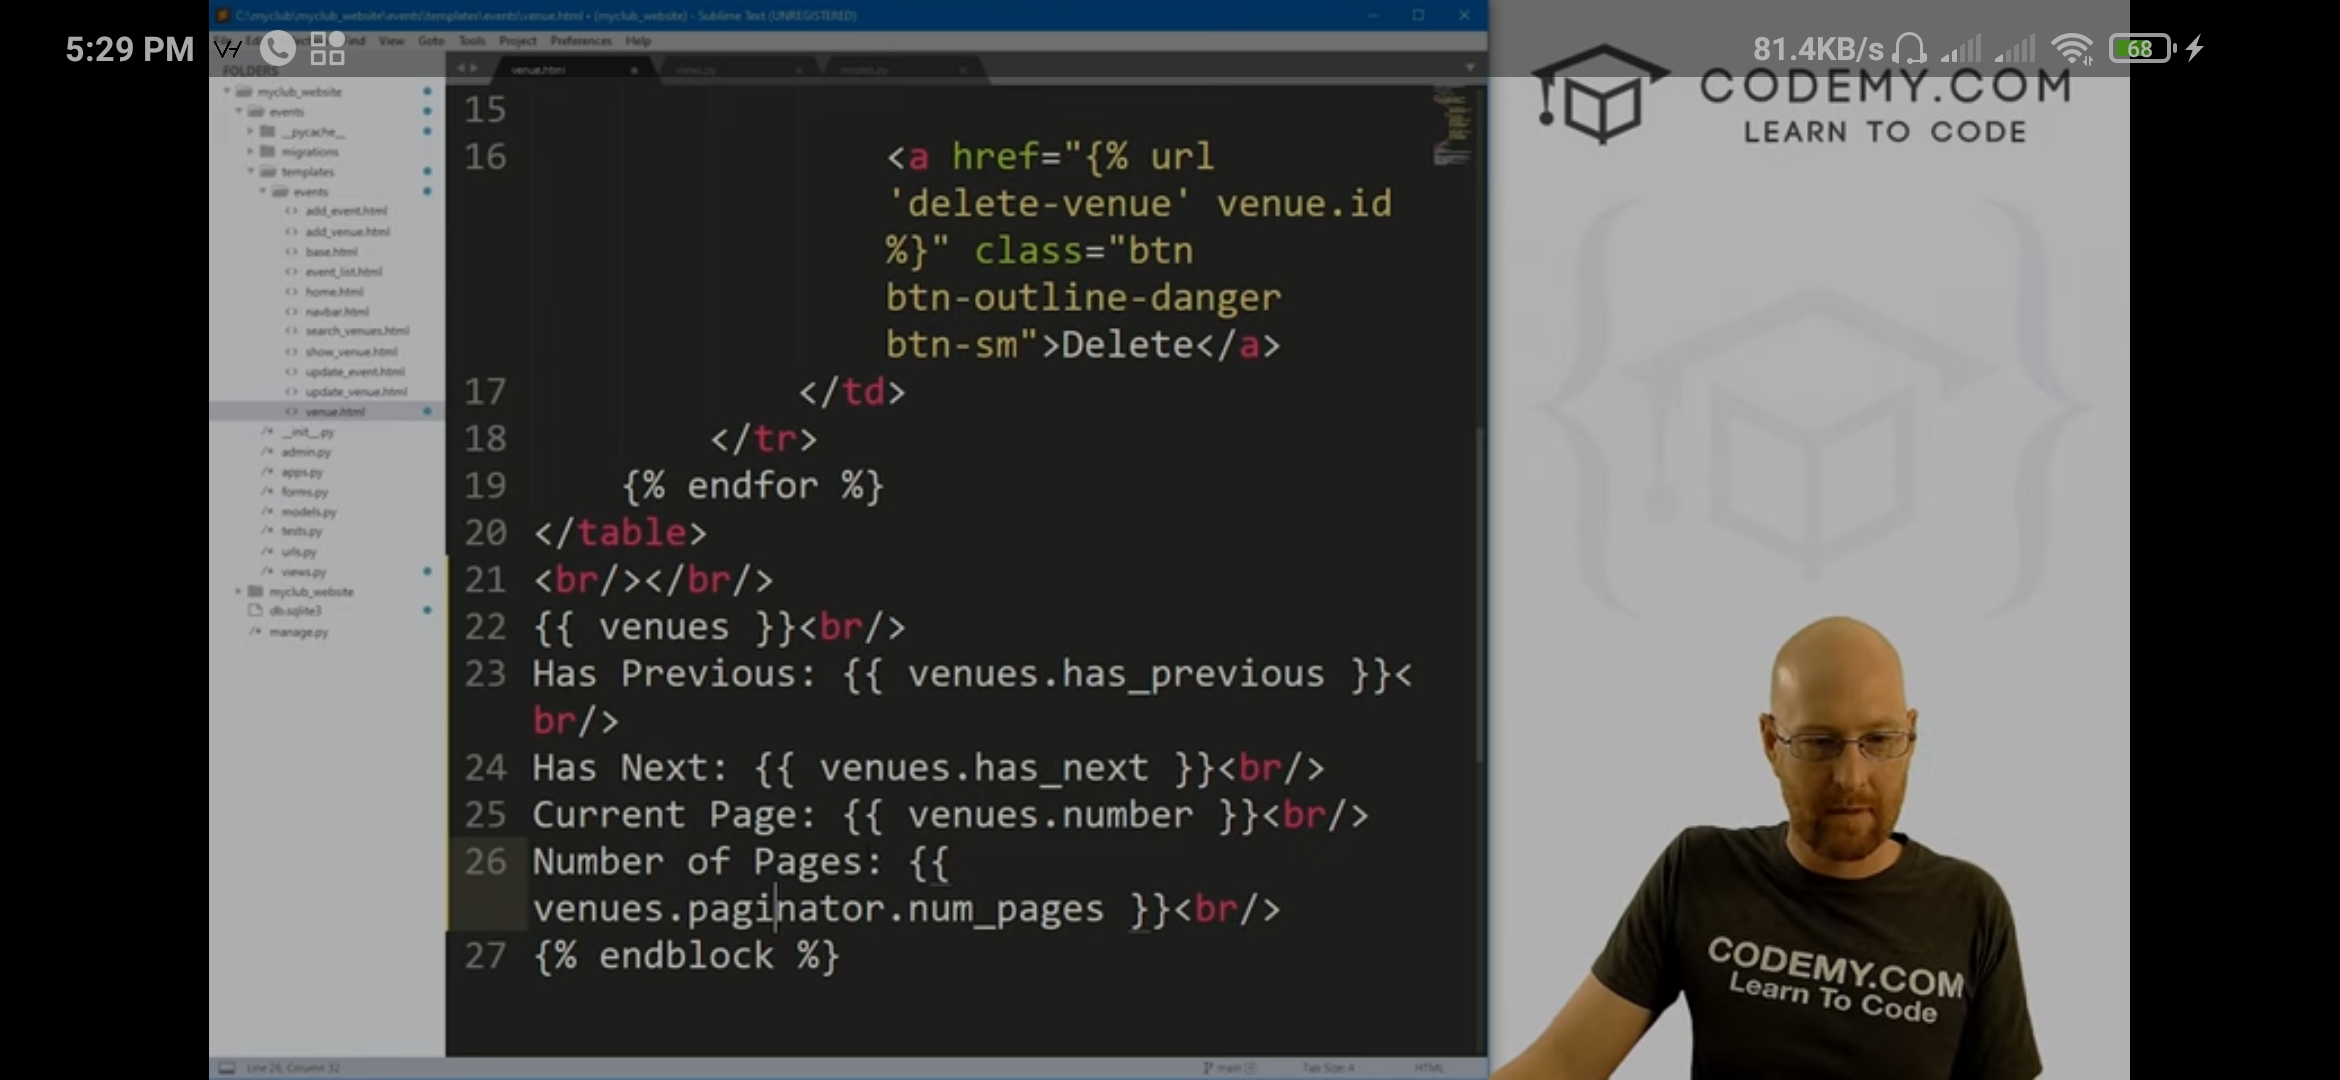 C:\myclub\myclub_website\events\templates\events\venue.html • (myclub_website) - Sublime Text (UNREGISTERED)
5:29 PM
81.4KB/s
68
View Goto Tools Project Preferences Help
FOLDERS
myclub_website
events
__pycache__
migrations
templates
events
add_event.html
add_venue.html
base.html
event_list.html
home.html
navbar.html
search_venues.html
show_venue.html
update_event.html
update_venue.html
venue.html
__init__.py
admin.py
apps.py
forms.py
models.py
tests.py
urls.py
views.py
myclub_website
db.sqlite3
manage.py
venue.html
views.py
models.py
15
16 <a href="{% url
'delete-venue' venue.id
%}" class="btn
btn-outline-danger
btn-sm">Delete</a>
17 </td>
18 </tr>
19 {% endfor %}
20 </table>
21 <br/></br/>
22 {{ venues }}<br/>
23 Has Previous: {{ venues.has_previous }}<
br/>
24 Has Next: {{ venues.has_next }}<br/>
25 Current Page: {{ venues.number }}<br/>
26 Number of Pages: {{
venues.paginator.num_pages }}<br/>
27 {% endblock %}
Line 26, Column 32
main
Tab Size: 4
HTML
CODEMY.COM
LEARN TO CODE
CODEMY.COM
Learn To Code